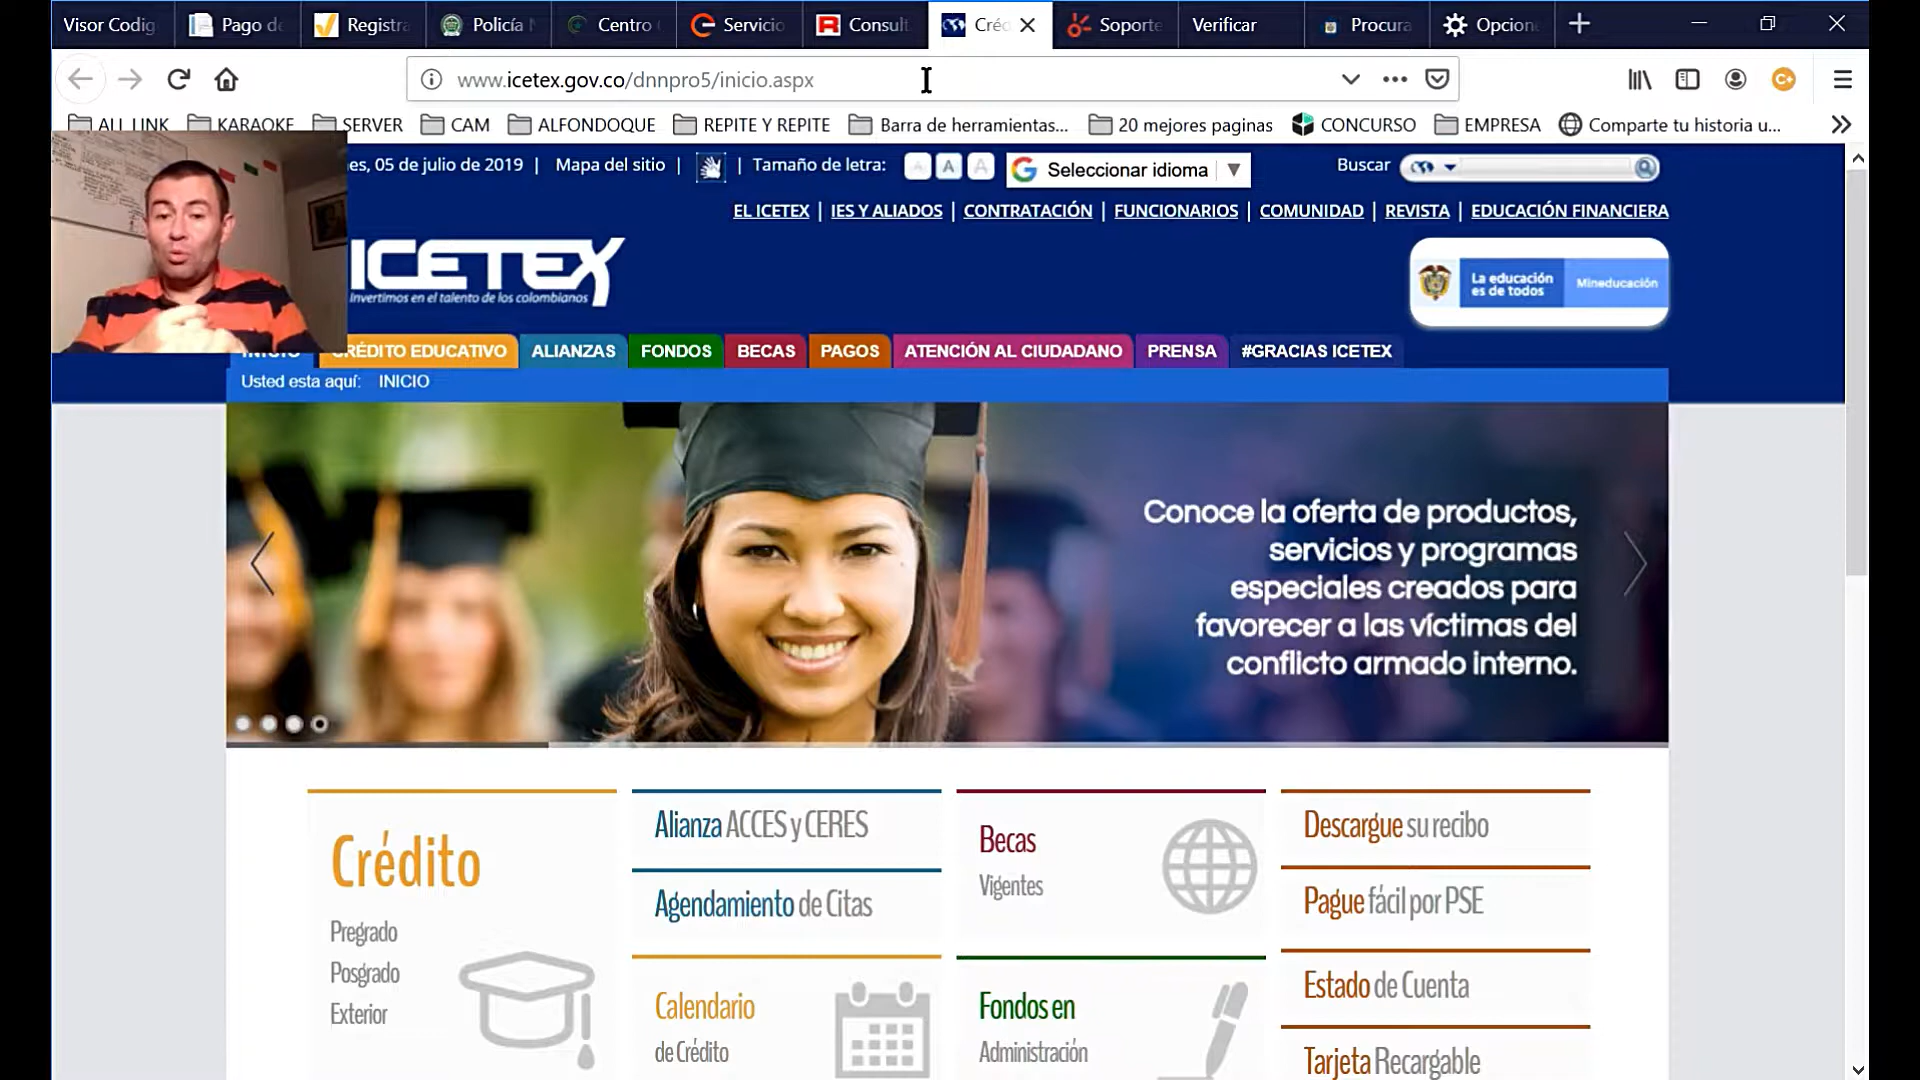 Visor Codig
Pago de
Registra
Policía N
Centro
Servicio
Consult
Créd
Soporte
Verificar
Procura
Opcion
www.icetex.gov.co/dnnpro5/inicio.aspx
ALL LINK
KARAOKE
SERVER
CAM
ALFONDOQUE
REPITE Y REPITE
Barra de herramientas...
20 mejores paginas
CONCURSO
EMPRESA
Comparte tu historia u...
es, 05 de julio de 2019 | Mapa del sitio | | Tamaño de letra: A A A Seleccionar idioma ▼ Buscar
EL ICETEX | IES Y ALIADOS | CONTRATACIÓN | FUNCIONARIOS | COMUNIDAD | REVISTA | EDUCACIÓN FINANCIERA
ICETEX
Invertimos en el talento de los colombianos
La educación
es de todos
Mineducación
INICIO CRÉDITO EDUCATIVO ALIANZAS FONDOS BECAS PAGOS ATENCIÓN AL CIUDADANO PRENSA #GRACIAS ICETEX
Usted esta aquí: INICIO
Conoce la oferta de productos,
servicios y programas
especiales creados para
favorecer a las víctimas del
conflicto armado interno.
Crédito
Pregrado
Posgrado
Exterior
Alianza ACCES y CERES
Agendamiento de Citas
Calendario
de Crédito
Becas
Vigentes
Fondos en
Administración
Descargue su recibo
Pague fácil por PSE
Estado de Cuenta
Tarjeta Recargable